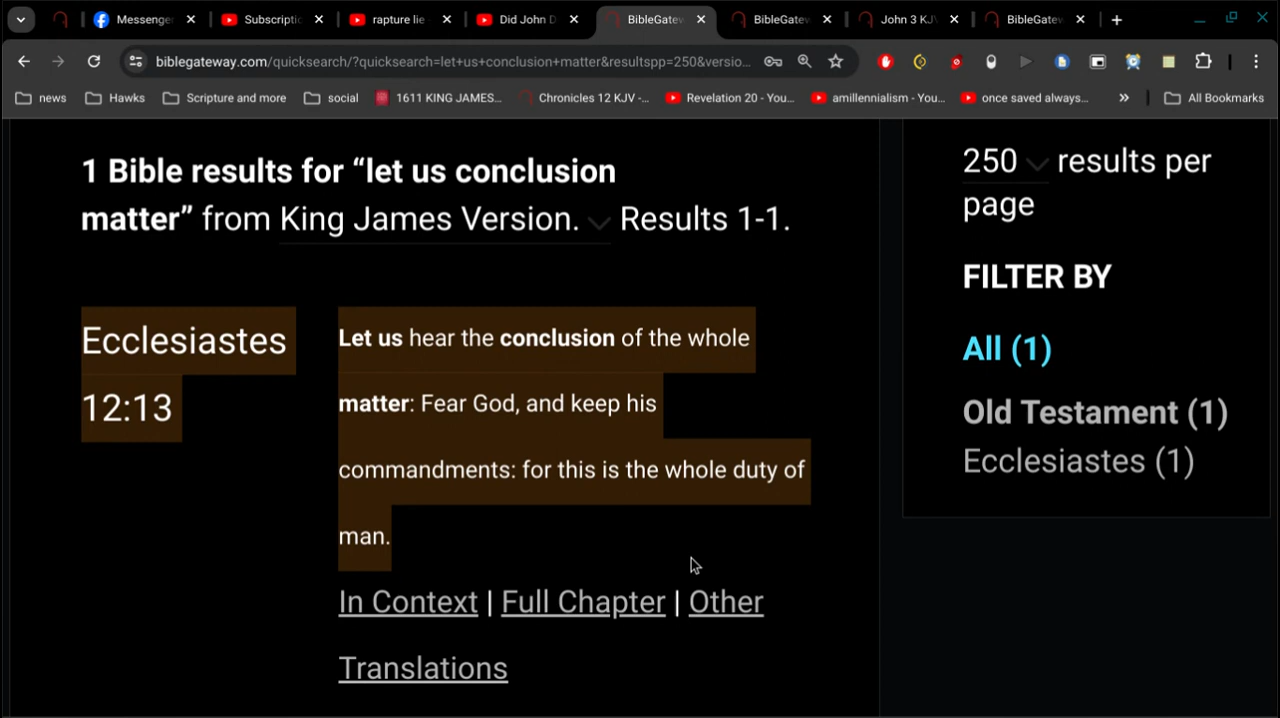 Messenge
Subscripti
rapture lie -
Did John D
BibleGatew
BibleGatew
John 3 KJV
BibleGatew
biblegateway.com/quicksearch/?quicksearch=let+us+conclusion+matter&resultspp=250&versio...
news
Hawks
Scripture and more
social
1611 KING JAMES...
Chronicles 12 KJV -...
Revelation 20 - You...
amillennialism - You...
once saved always...
All Bookmarks
1 Bible results for “let us conclusion
matter” from King James Version. Results 1-1.
Ecclesiastes
12:13
Let us hear the conclusion of the whole
matter: Fear God, and keep his
commandments: for this is the whole duty of
man.
In Context | Full Chapter | Other
Translations
250 results per
page
FILTER BY
All (1)
Old Testament (1)
Ecclesiastes (1)